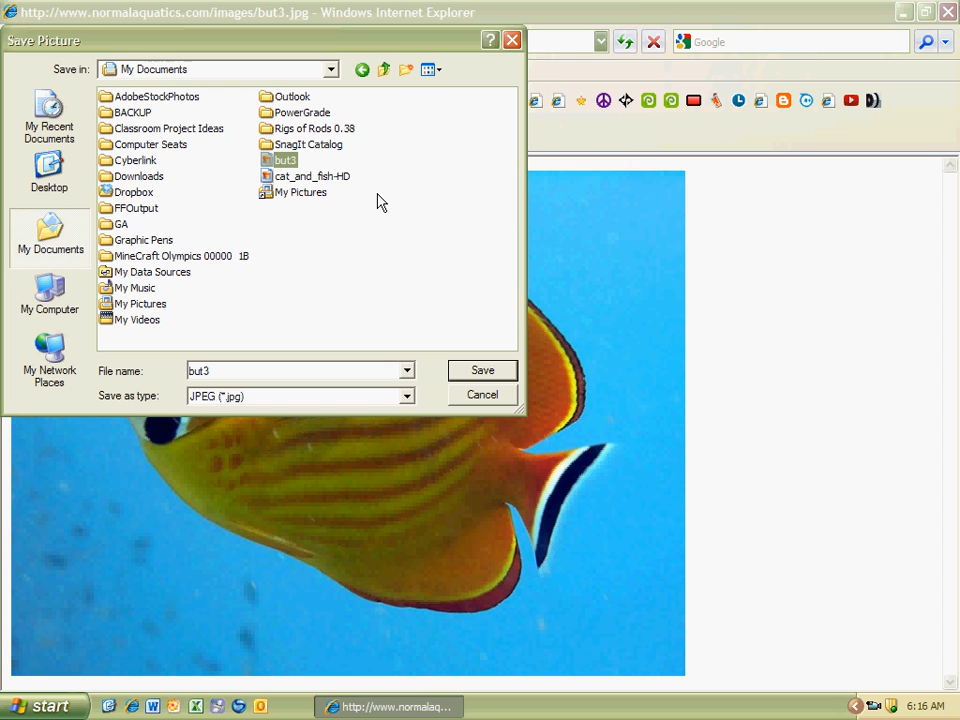 http://www.normalaquatics.com/images/but3.jpg - Windows Internet Explorer
Save Picture
Save in: My Documents
Google
My Recent Documents
Desktop
My Documents
My Computer
My Network Places
AdobeStockPhotos
BACKUP
Classroom Project Ideas
Computer Seats
Cyberlink
Downloads
Dropbox
FFOutput
GA
Graphic Pens
MineCraft Olympics 00000 1B
My Data Sources
My Music
My Pictures
My Videos
Outlook
PowerGrade
Rigs of Rods 0.38
SnagIt Catalog
but3
cat_and_fish-HD
My Pictures
File name: but3 Save
Save as type: JPEG (*.jpg) Cancel
start http://www.normalaq... 6:16 AM